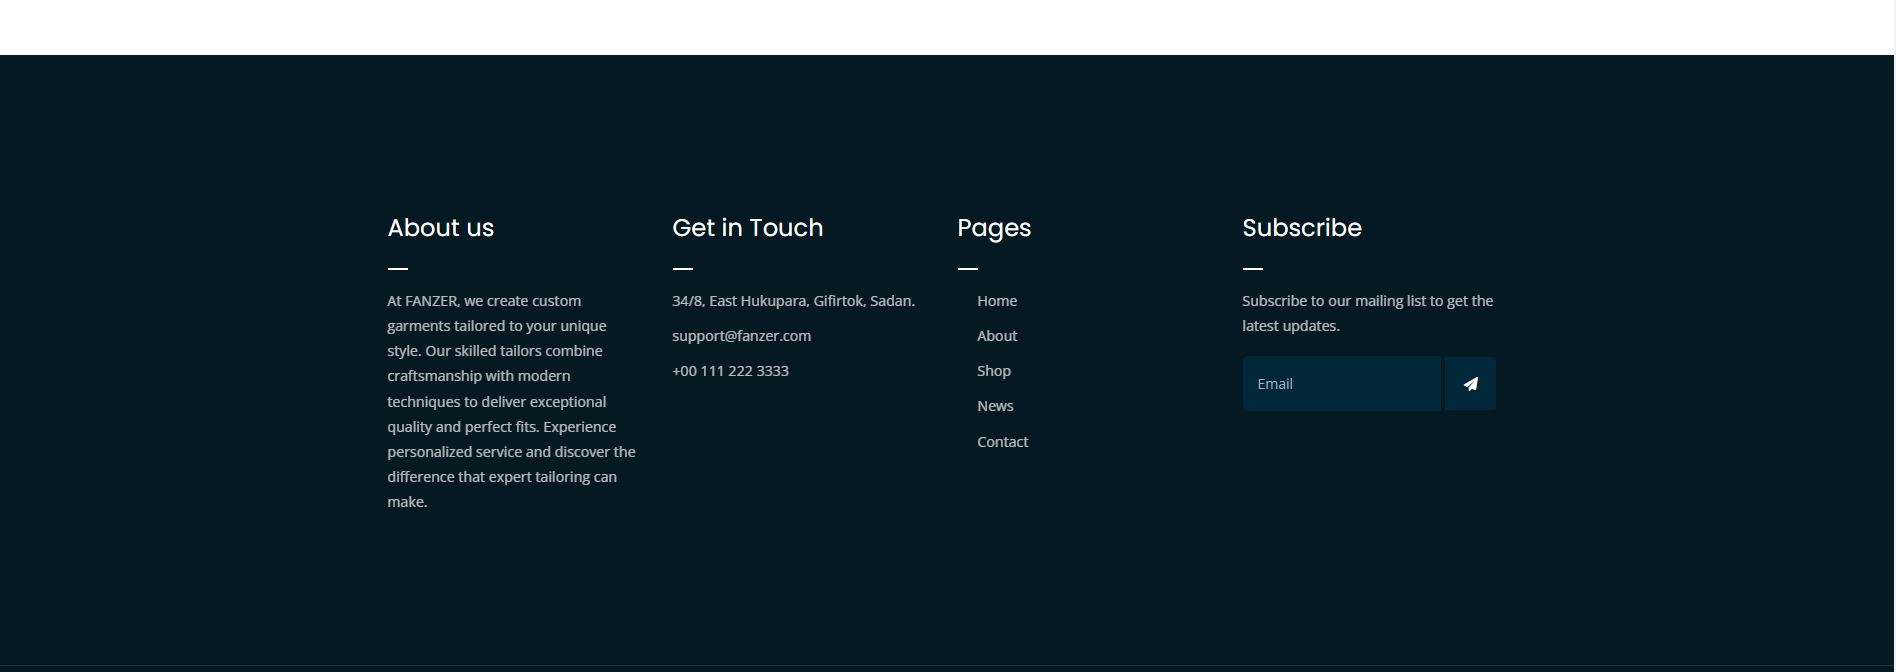 About us
At FANZER, we create custom
garments tailored to your unique
style. Our skilled tailors combine
craftsmanship with modern
techniques to deliver exceptional
quality and perfect fits. Experience
personalized service and discover the
difference that expert tailoring can
make.
Get in Touch
34/8, East Hukupara, Gifirtok, Sadan.
support@fanzer.com
+00 111 222 3333
Pages
Home
About
Shop
News
Contact
Subscribe
Subscribe to our mailing list to get the
latest updates.
Email